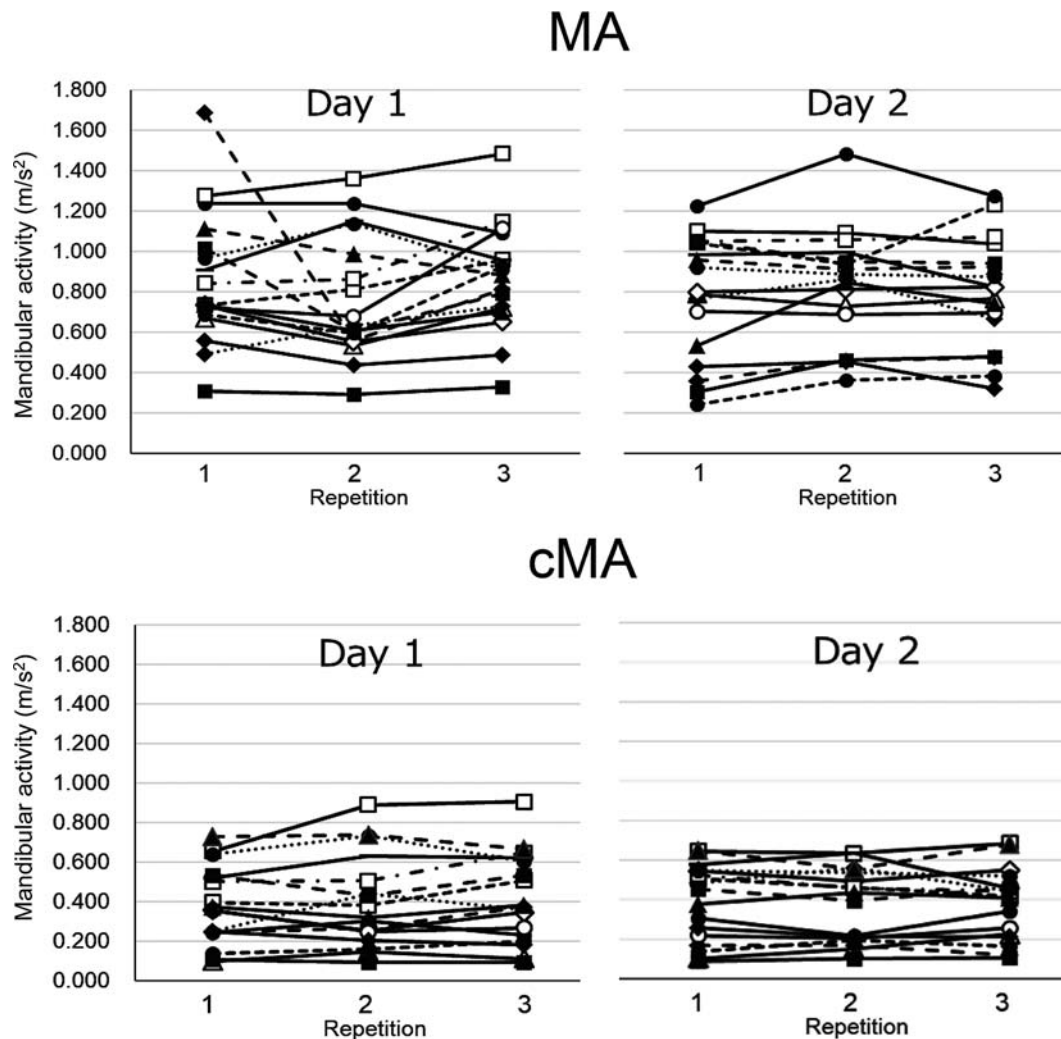 MA
Day 1
Day 2
Mandibular activity (m/s²)
1.800
1.600
1.400
1.200
1.000
0.800
0.600
0.400
0.200
0.000
1 2 3
Repetition
1 2 3
Repetition
cMA
Day 1
Day 2
Mandibular activity (m/s²)
1.800
1.600
1.400
1.200
1.000
0.800
0.600
0.400
0.200
0.000
1 2 3
Repetition
1 2 3
Repetition